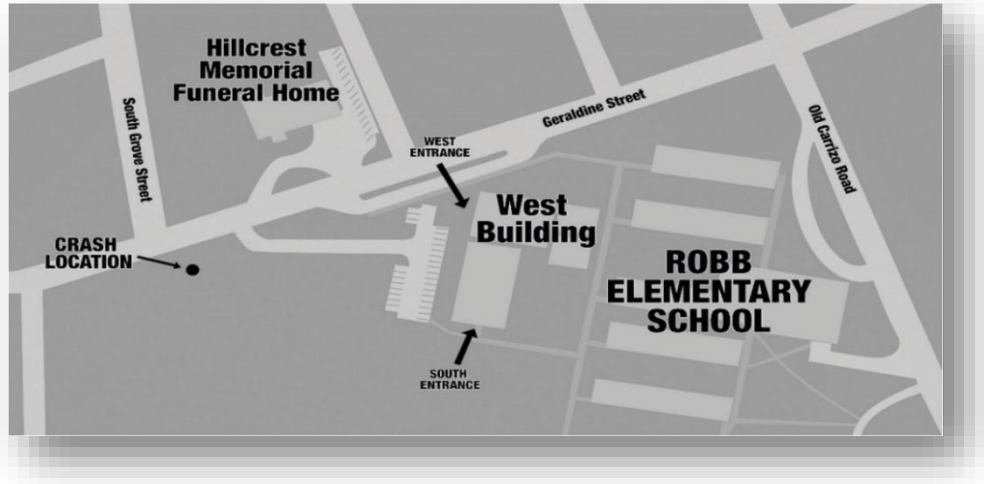 Hillcrest
Memorial
Funeral Home
South Grove Street
WEST
ENTRANCE
Geraldine Street
Old Carrizo Road
West
Building
CRASH
LOCATION
ROBB
ELEMENTARY
SCHOOL
SOUTH
ENTRANCE